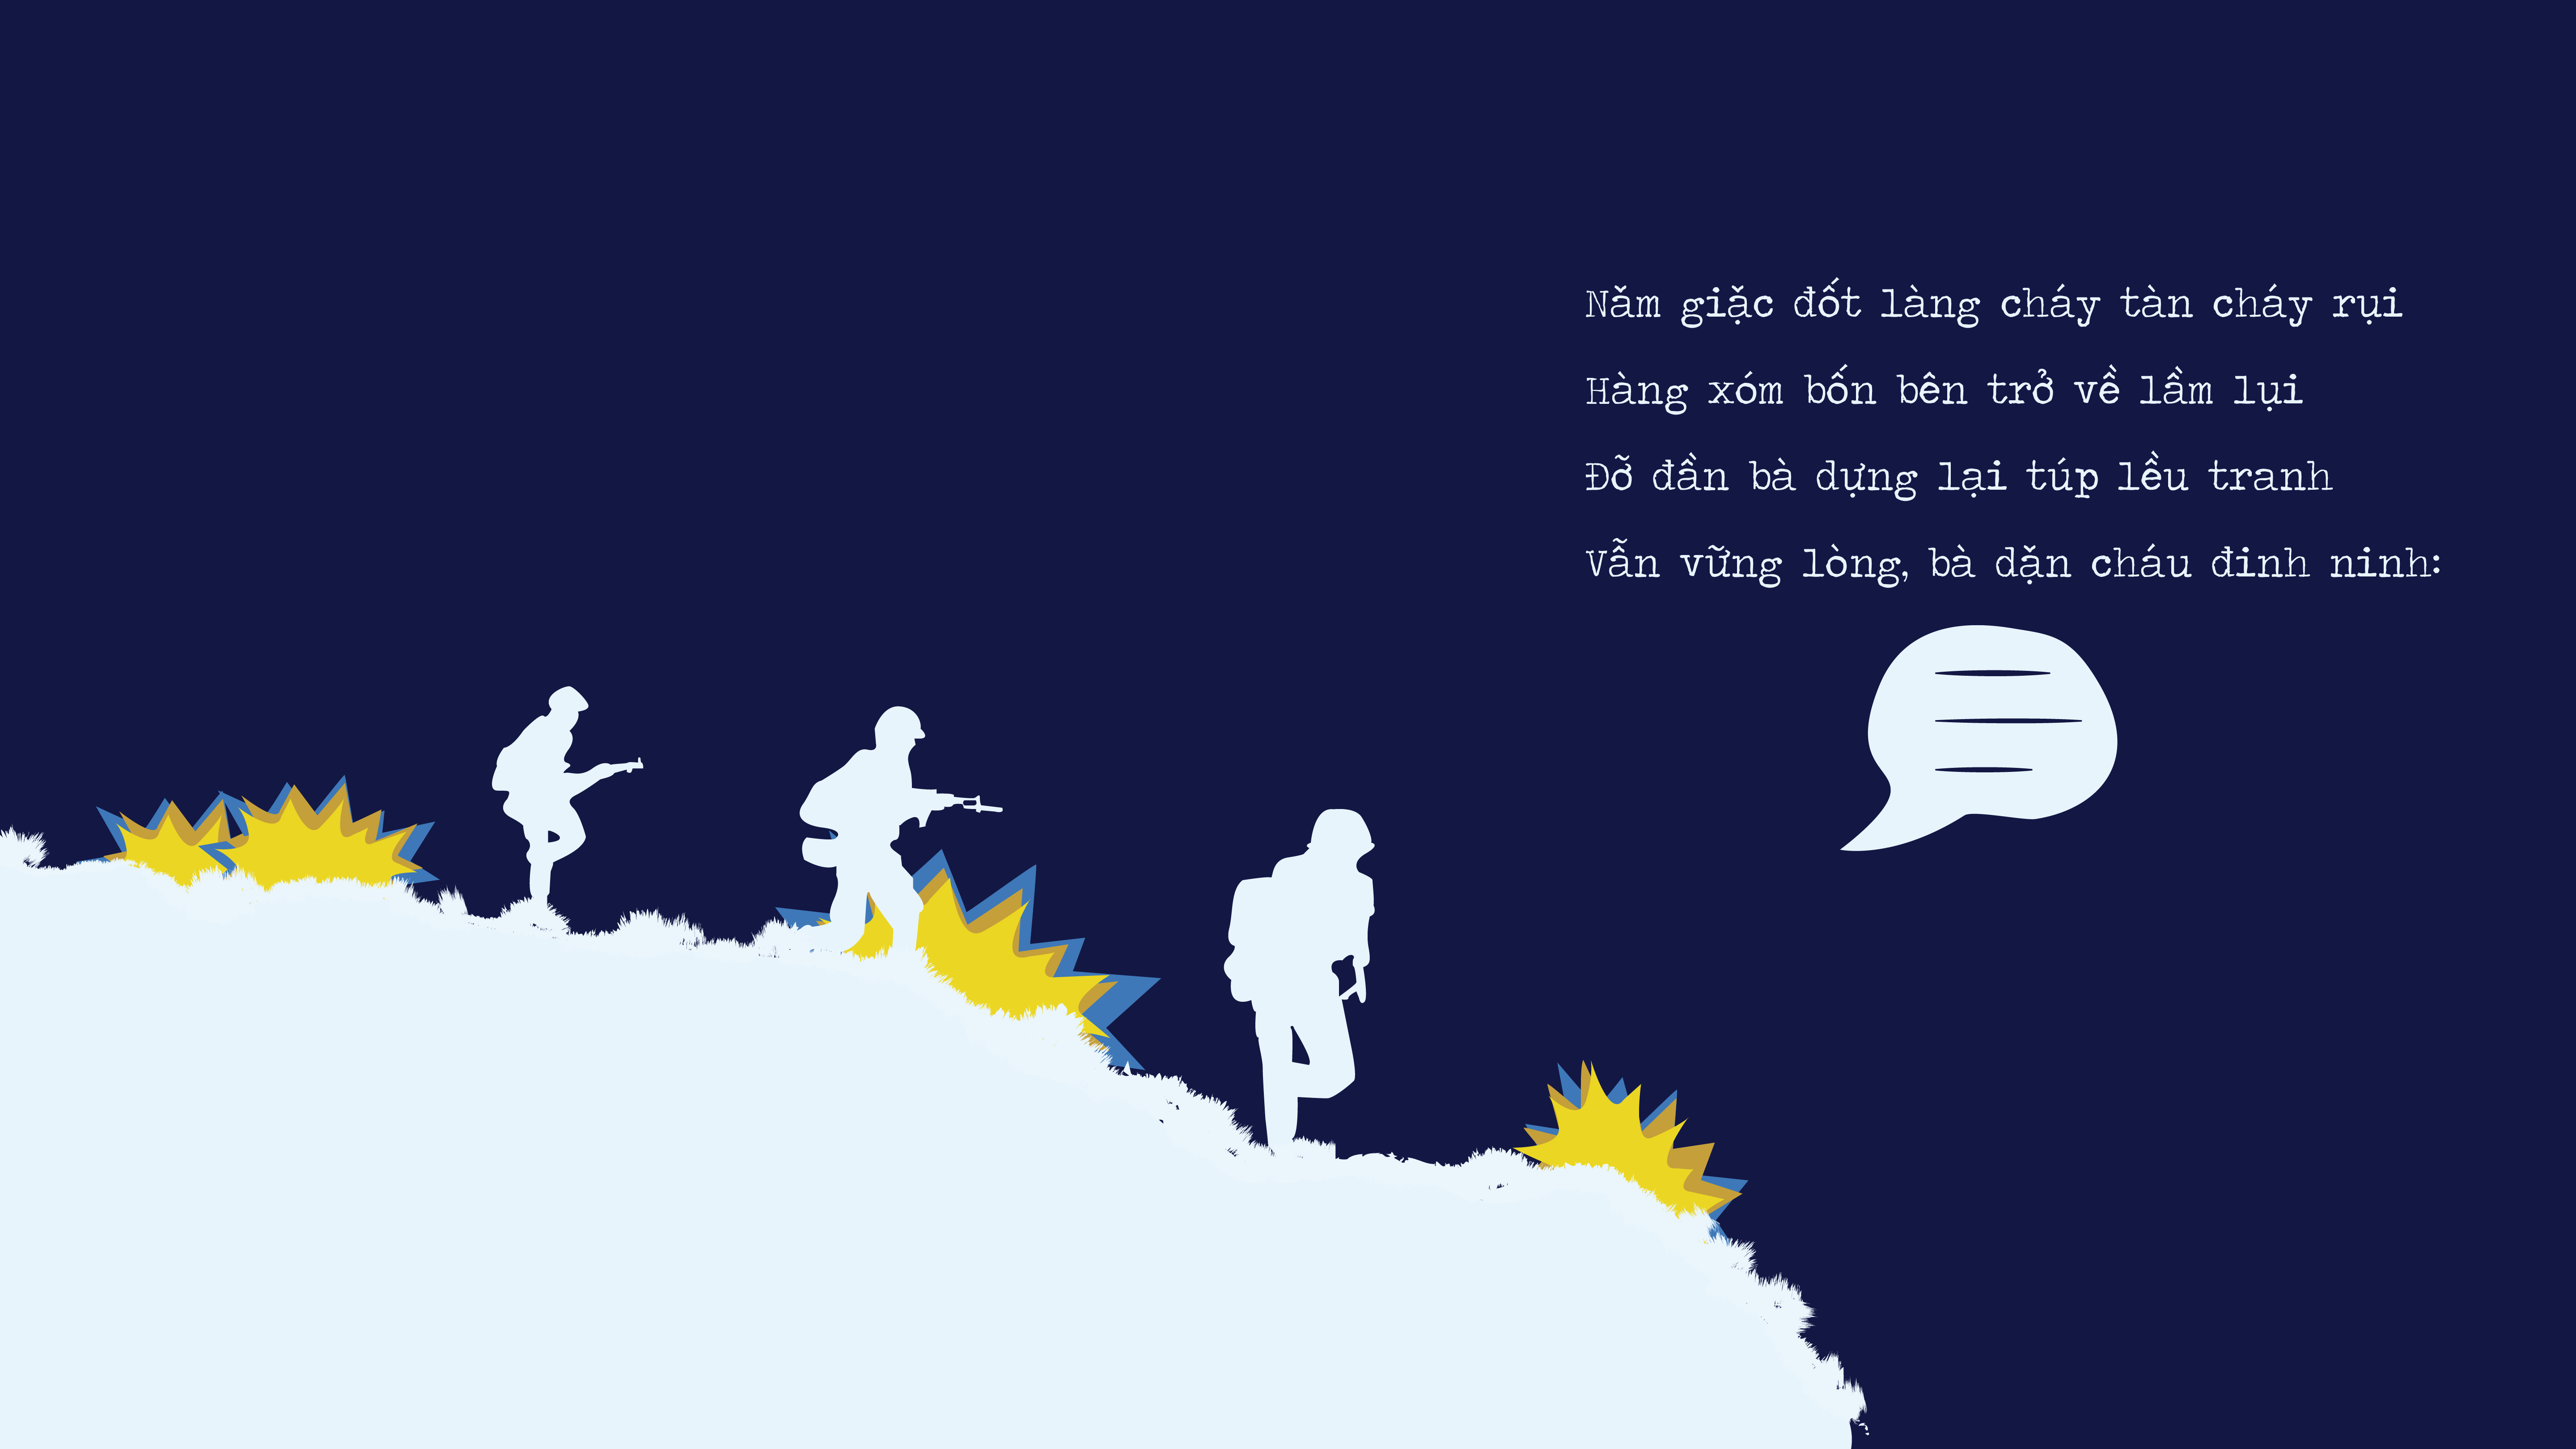 Năm giặc đốt làng cháy tàn cháy rụi
Hàng xóm bốn bên trở về lầm lụi
Đỡ đần bà dựng lại túp lều tranh
Vẫn vững lòng, bà dặn cháu đinh ninh: